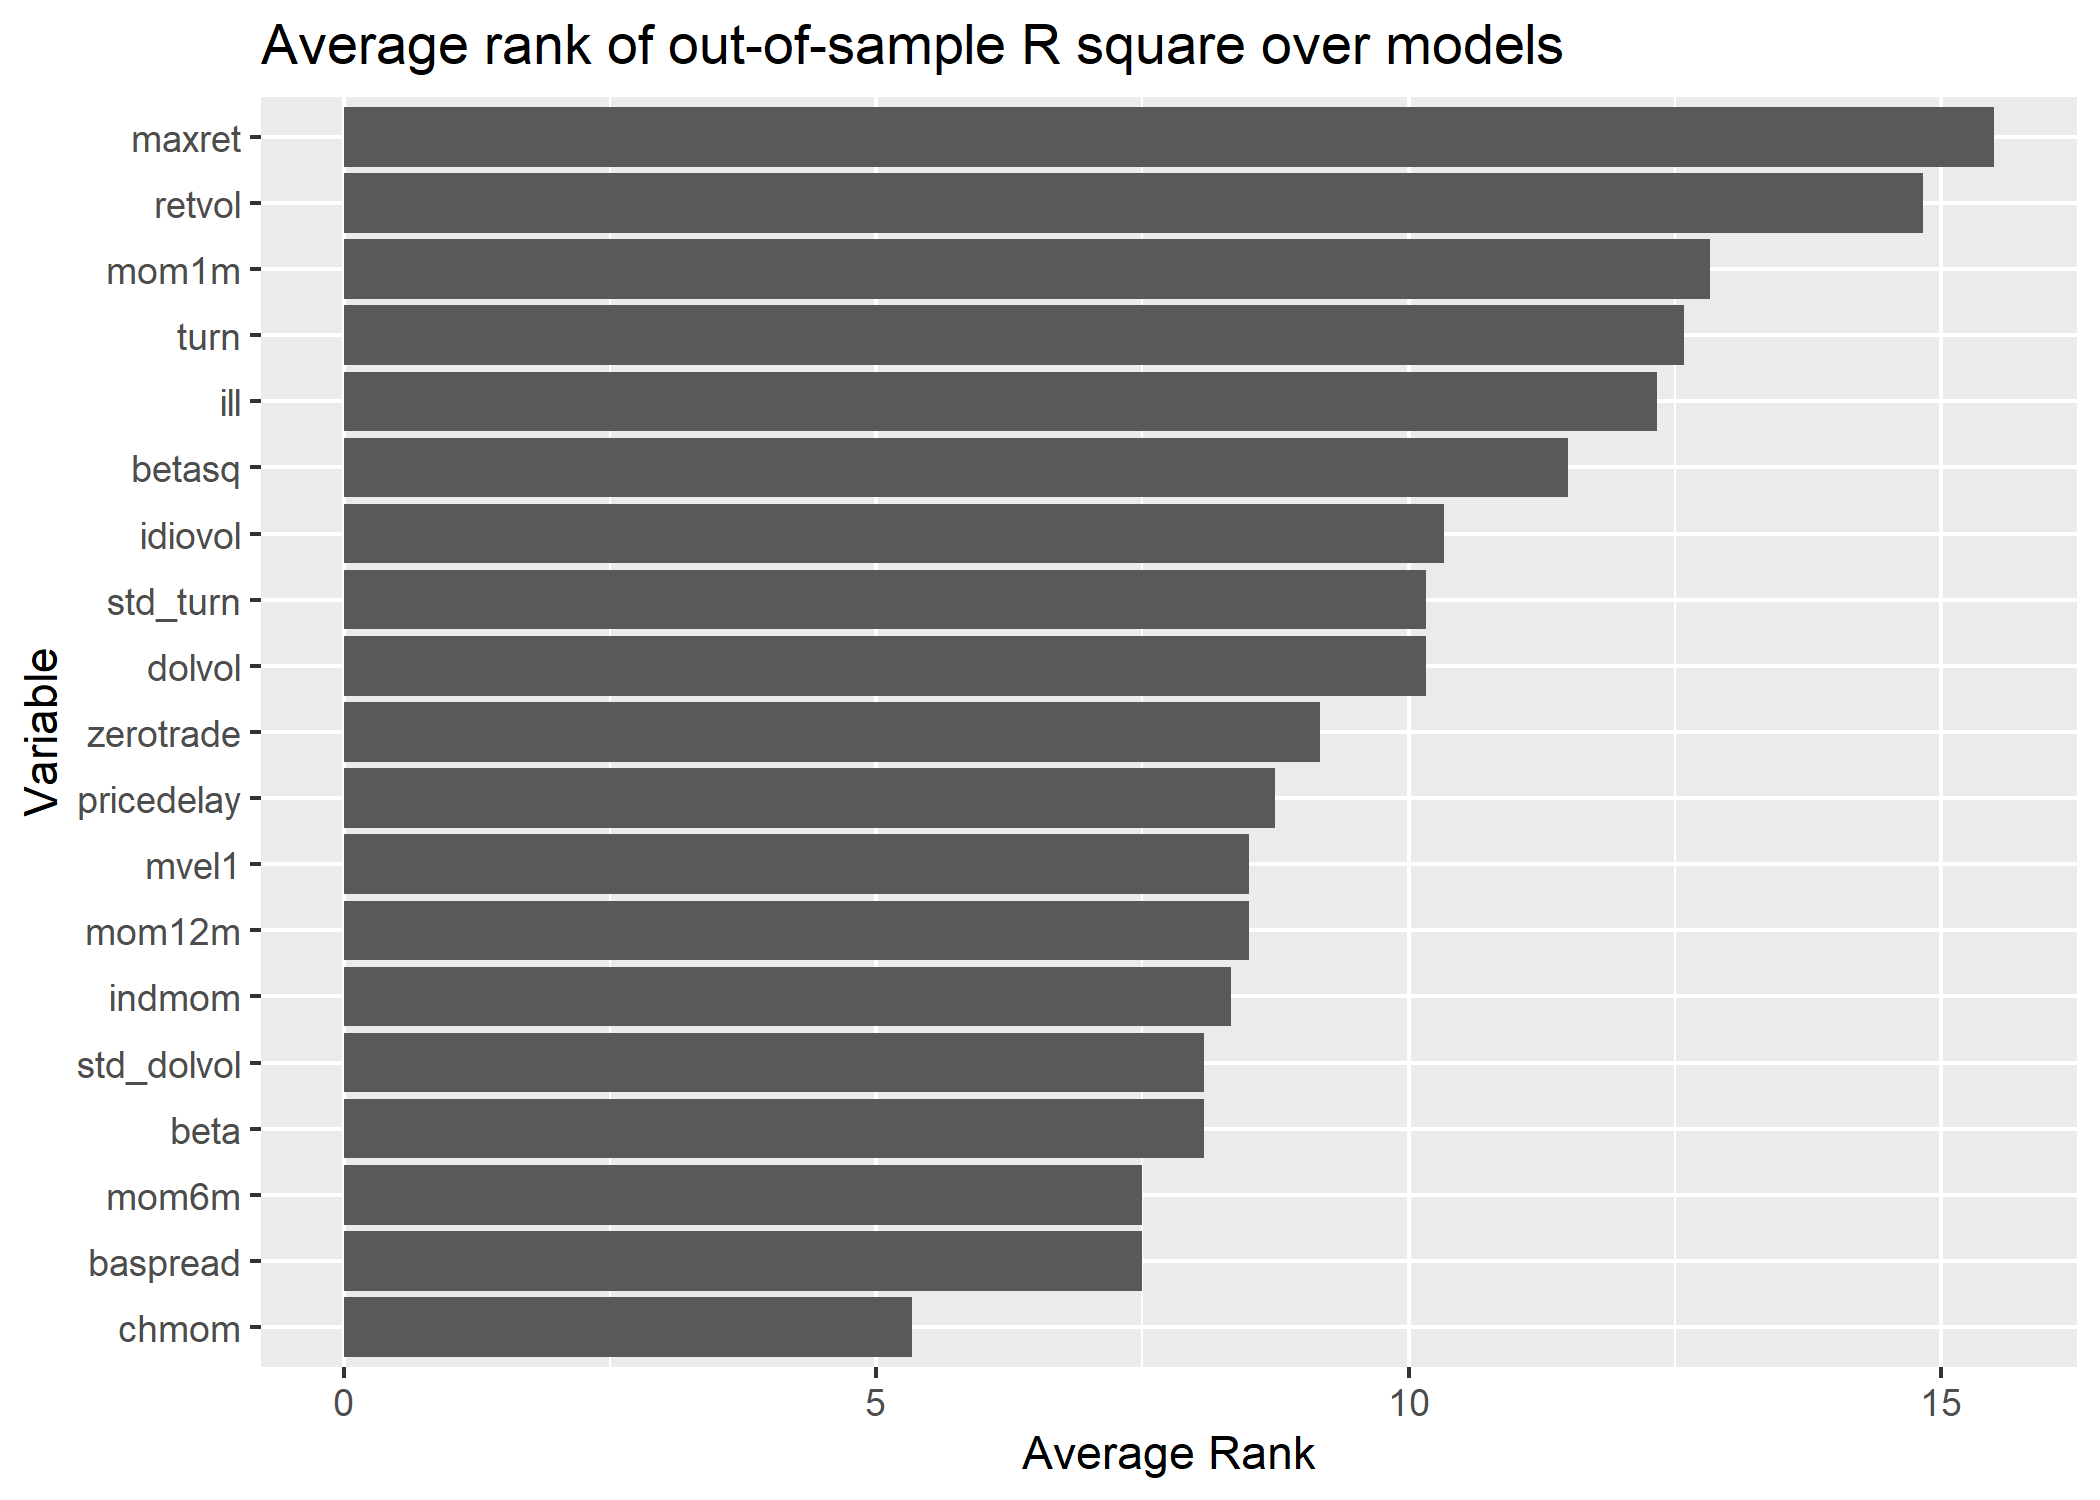 Average rank of out-of-sample R square over models
maxret
retvol
mom1m
turn
ill
betasq
idiovol
std_turn
dolvol
zerotrade
pricedelay
mvel1
mom12m
indmom
std_dolvol
beta
mom6m
baspread
chmom
Variable
0 5 10 15
Average Rank